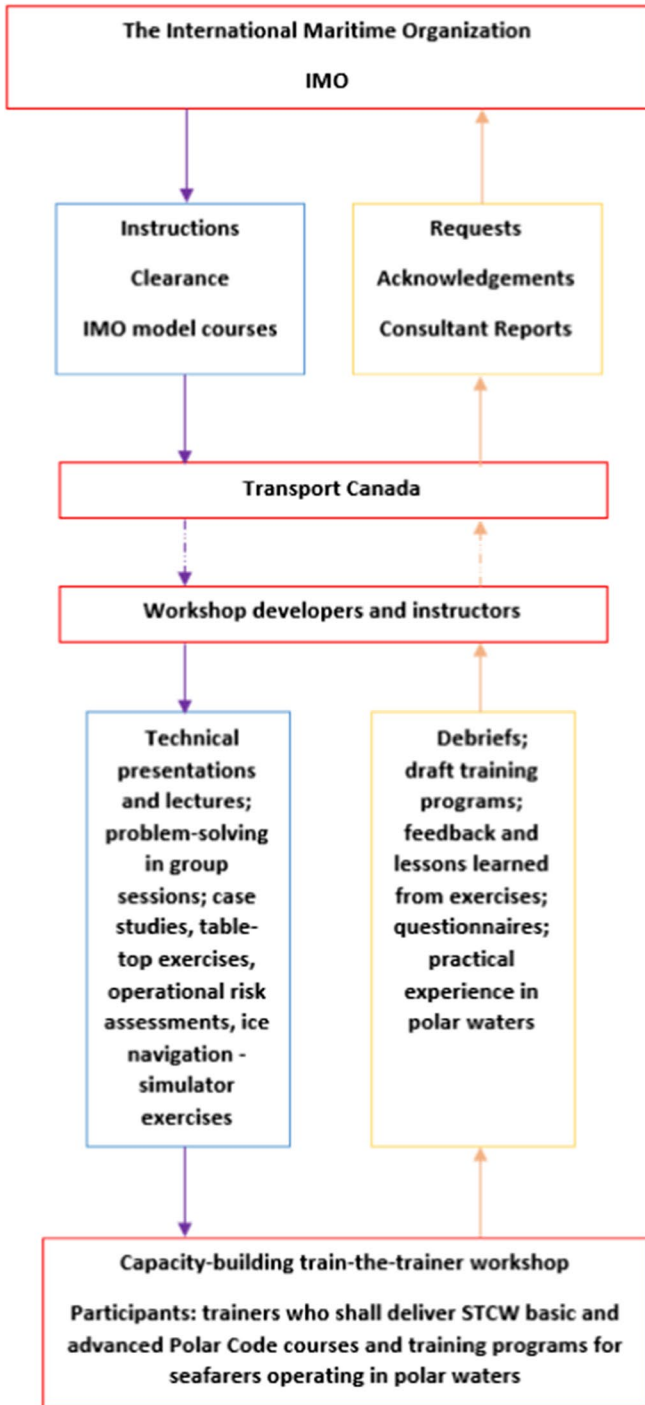 The International Maritime Organization
IMO
Instructions
Clearance
IMO model courses
Requests
Acknowledgements
Consultant Reports
Transport Canada
Workshop developers and instructors
Technical
presentations
and lectures;
problem-solving
in group
sessions; case
studies, table-
top exercises,
operational risk
assessments, ice
navigation -
simulator
exercises
Debriefs;
draft training
programs;
feedback and
lessons learned
from exercises;
questionnaires;
practical
experience in
polar waters
Capacity-building train-the-trainer workshop
Participants: trainers who shall deliver STCW basic and
advanced Polar Code courses and training programs for
seafarers operating in polar waters